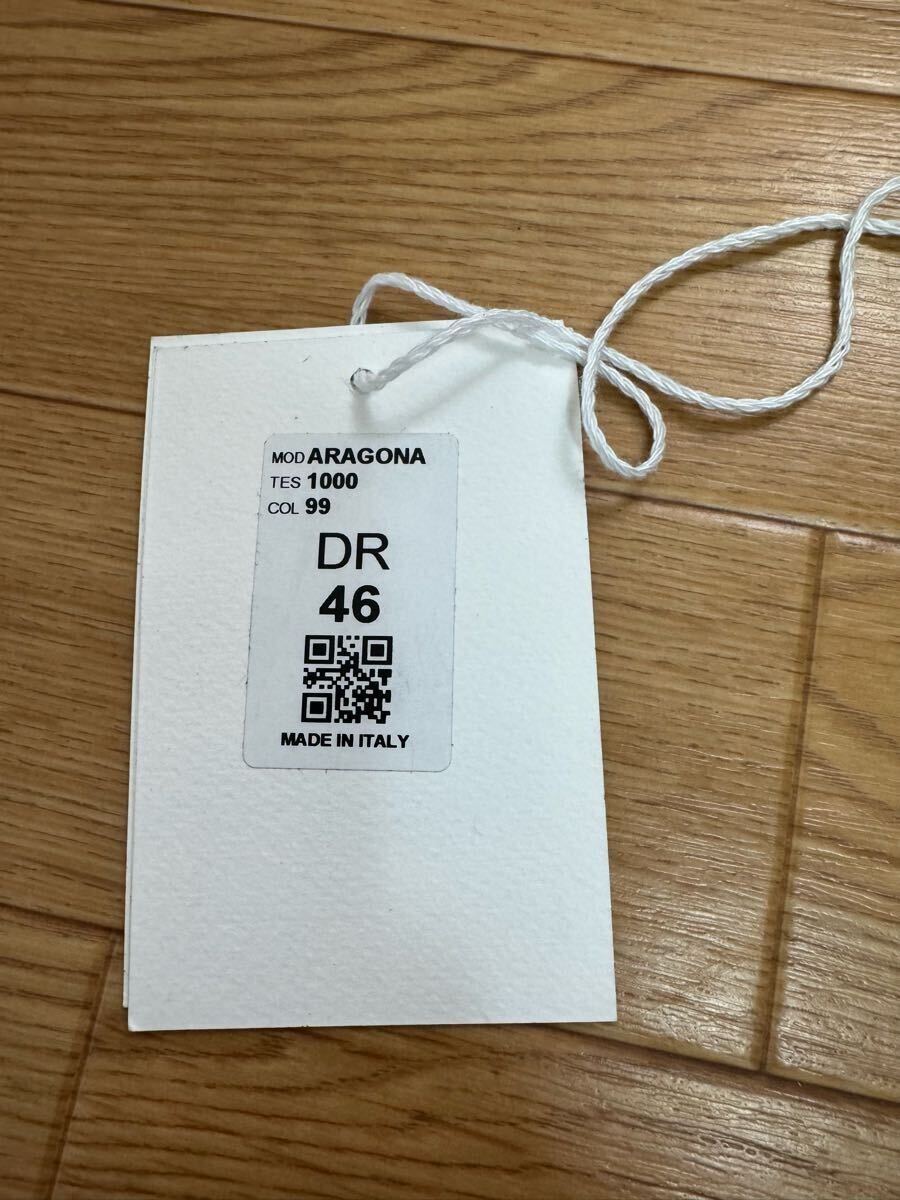 MOD ARAGONA
TES 1000
COL 99
DR
46
MADE IN ITALY